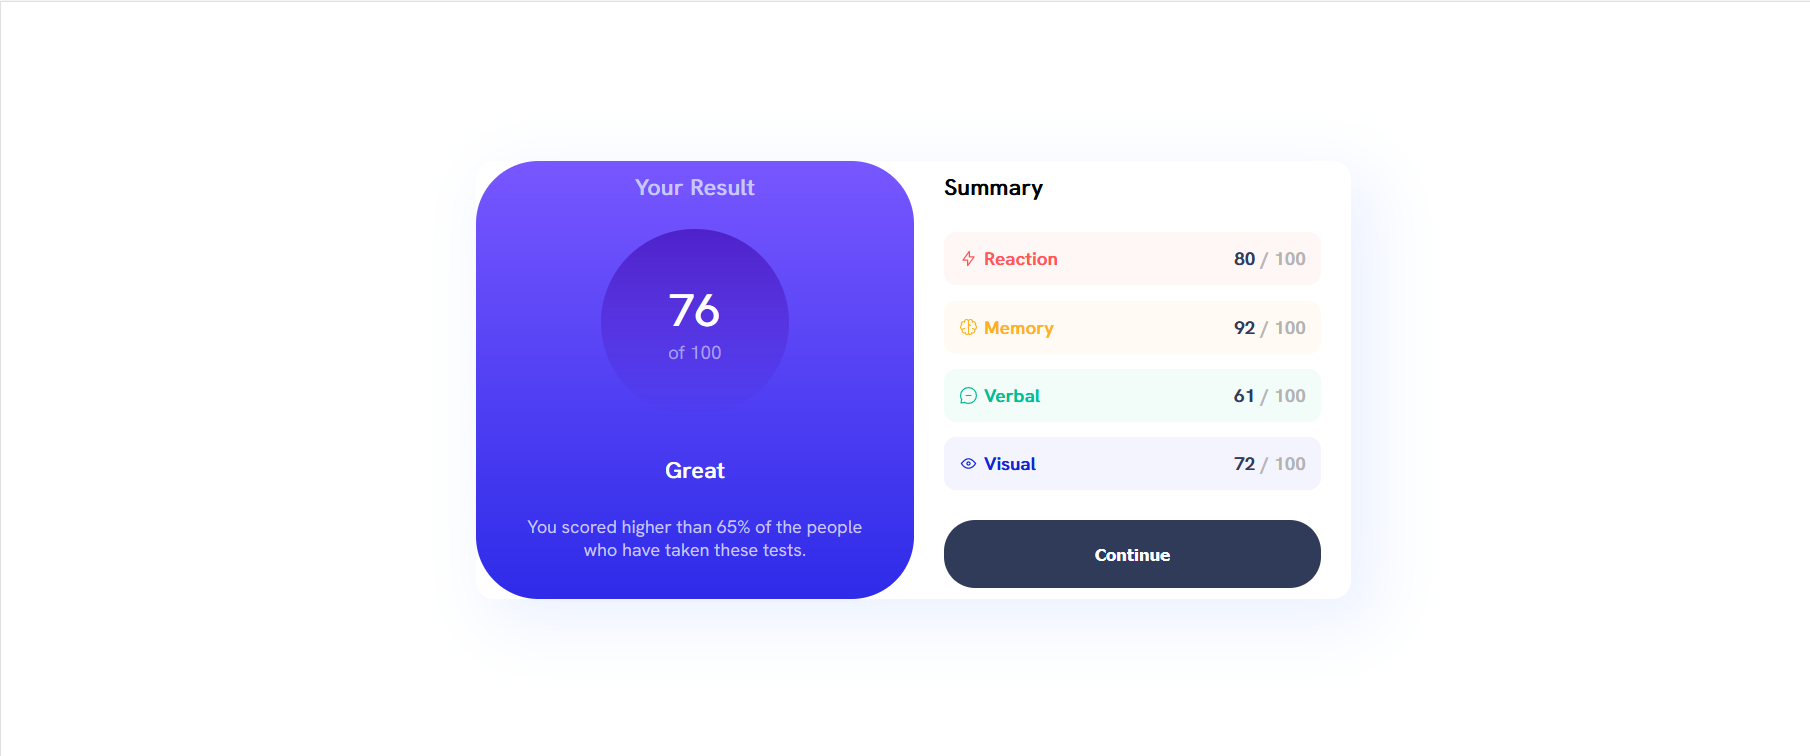 Your Result
76
of 100
Great
You scored higher than 65% of the people
who have taken these tests.
Summary
Reaction 80 / 100
Memory 92 / 100
Verbal 61 / 100
Visual 72 / 100
Continue